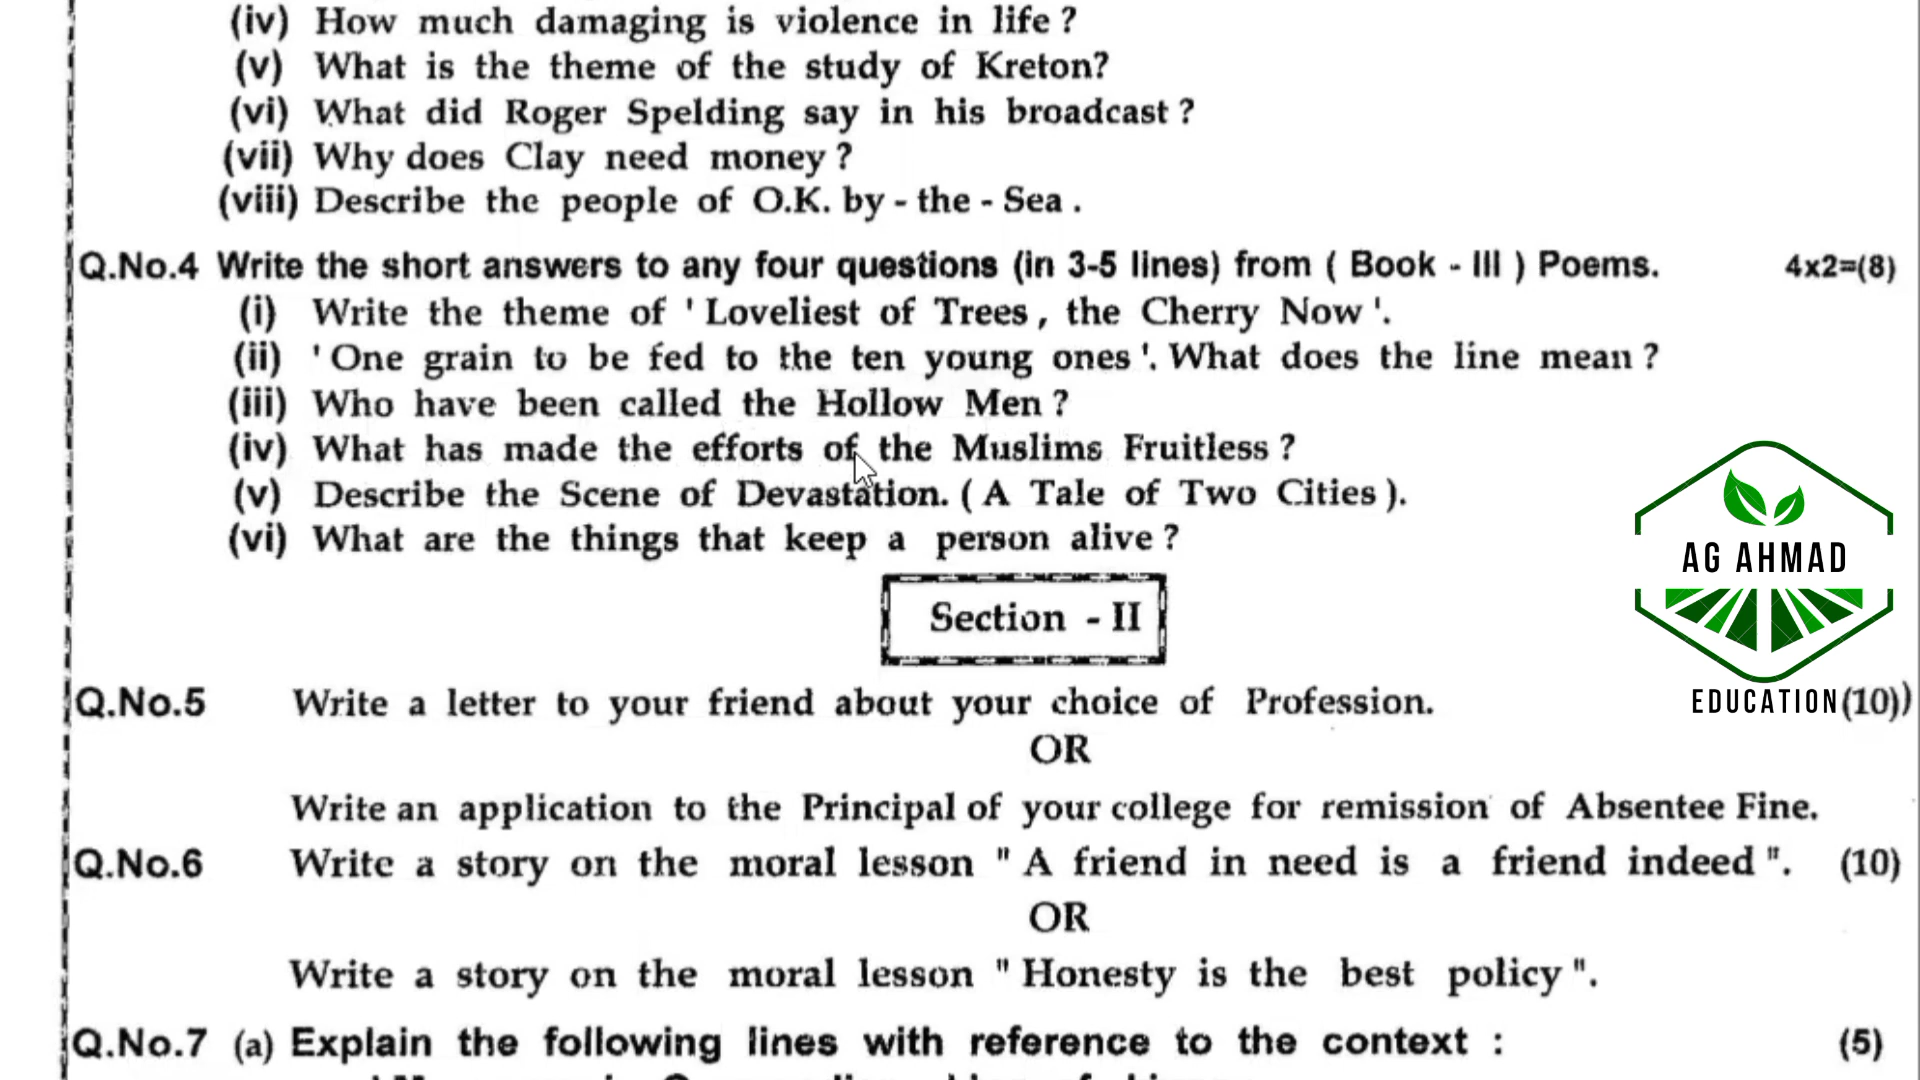 (iv) How much damaging is violence in life ?
(v) What is the theme of the study of Kreton?
(vi) What did Roger Spelding say in his broadcast ?
(vii) Why does Clay need money ?
(viii) Describe the people of O.K. by - the - Sea .
Q.No.4 Write the short answers to any four questions (in 3-5 lines) from ( Book - III ) Poems. 4x2=(8)
(i) Write the theme of ' Loveliest of Trees , the Cherry Now '.
(ii) ' One grain to be fed to the ten young ones '. What does the line mean ?
(iii) Who have been called the Hollow Men ?
(iv) What has made the efforts of the Muslims Fruitless ?
(v) Describe the Scene of Devastation. ( A Tale of Two Cities ).
(vi) What are the things that keep a person alive ?
AG AHMAD
EDUCATION
Section - II
Q.No.5 Write a letter to your friend about your choice of Profession. (10))
OR
Write an application to the Principal of your college for remission of Absentee Fine.
Q.No.6 Write a story on the moral lesson " A friend in need is a friend indeed ". (10)
OR
Write a story on the moral lesson " Honesty is the best policy ".
Q.No.7 (a) Explain the following lines with reference to the context : (5)